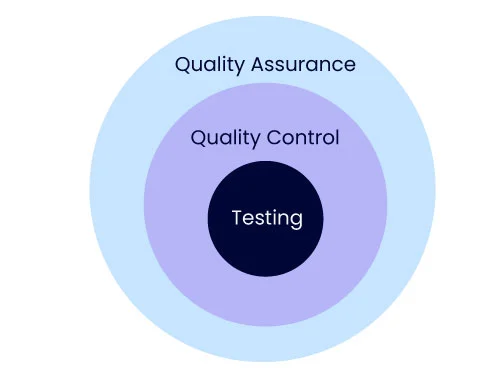 Quality Assurance
Quality Control
Testing